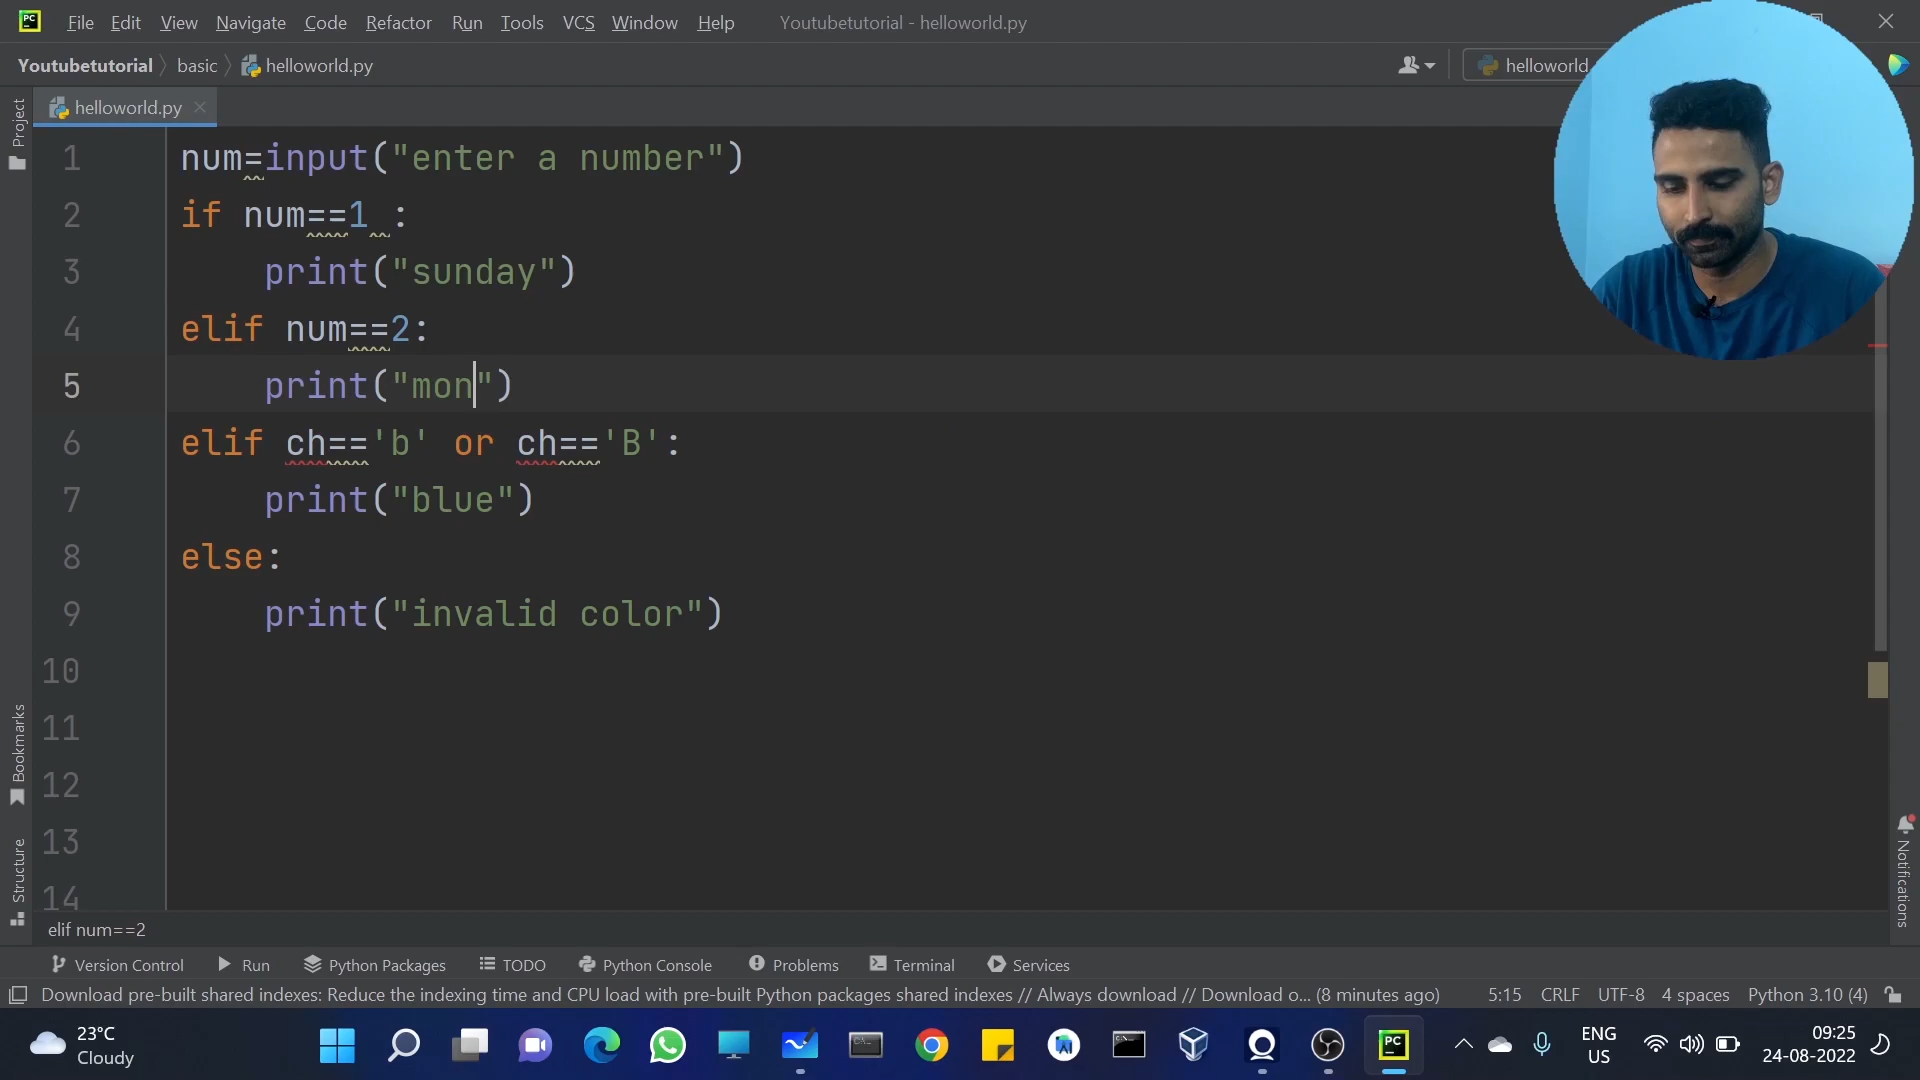 File Edit View Navigate Code Refactor Run Tools VCS Window Help Youtubetutorial - helloworld.py
Youtubetutorial basic helloworld.py helloworld
helloworld.py
Project
1 num=input("enter a number")
2 if num==1 :
3 print("sunday")
4 elif num==2:
5 print("mon")
6 elif ch=='b' or ch=='B':
7 print("blue")
8 else:
9 print("invalid color")
10
11
12
13
14
Bookmarks
Structure
Notifications
elif num==2
Version Control Run Python Packages TODO Python Console Problems Terminal Services
Download pre-built shared indexes: Reduce the indexing time and CPU load with pre-built Python packages shared indexes // Always download // Download o... (8 minutes ago) 5:15 CRLF UTF-8 4 spaces Python 3.10 (4)
23°C
Cloudy
ENG
US
09:25
24-08-2022